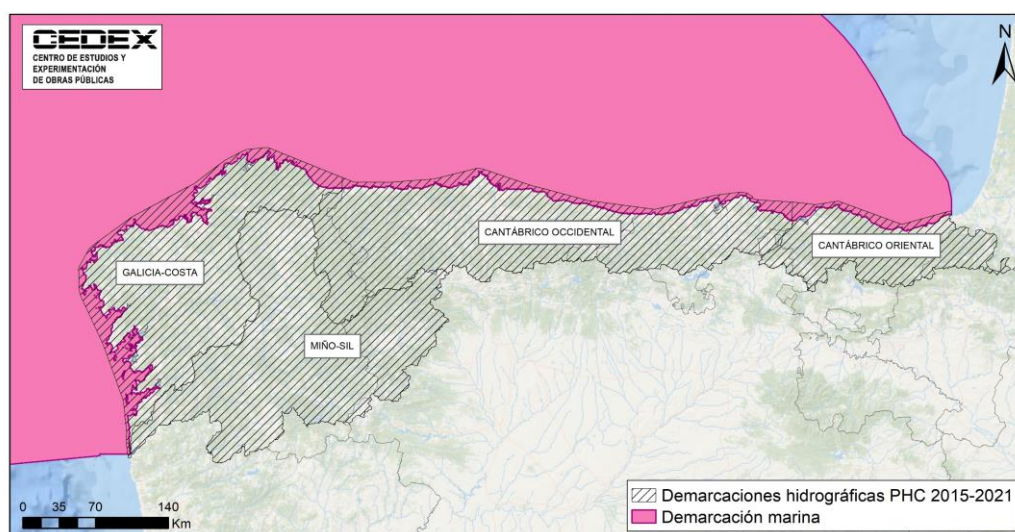 CEDEX
CENTRO DE ESTUDIOS Y
EXPERIMENTACIÓN
DE OBRAS PÚBLICAS
N
CANTÁBRICO OCCIDENTAL
CANTÁBRICO ORIENTAL
GALICIA-COSTA
MIÑO-SIL
0 35 70 140
Km
Demarcaciones hidrográficas PHC 2015-2021
Demarcación marina